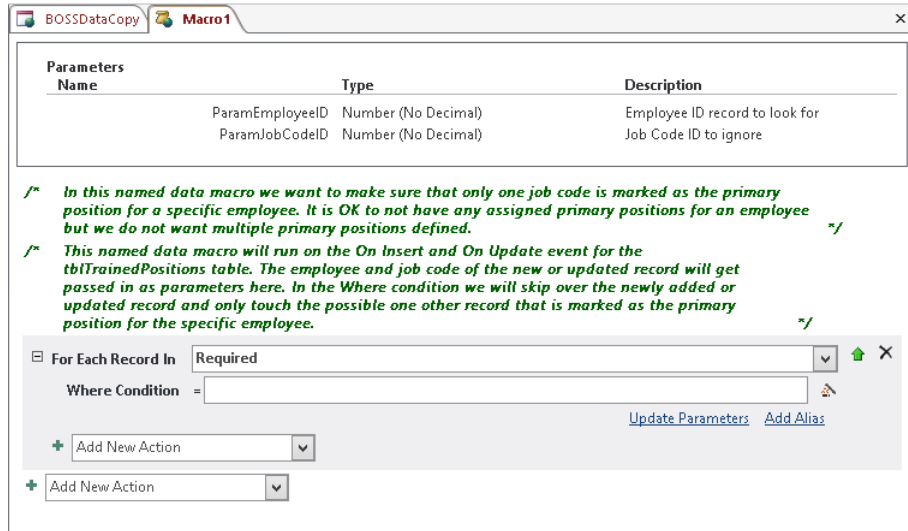 BOSSDataCopy Macro1
Parameters
Name Type Description
ParamEmployeeID Number (No Decimal) Employee ID record to look for
ParamJobCodeID Number (No Decimal) Job Code ID to ignore
/* In this named data macro we want to make sure that only one job code is marked as the primary
position for a specific employee. It is OK to not have any assigned primary positions for an employee
but we do not want multiple primary positions defined. */
/* This named data macro will run on the On Insert and On Update event for the
tblTrainedPositions table. The employee and job code of the new or updated record will get
passed in as parameters here. In the Where condition we will skip over the newly added or
updated record and only touch the possible one other record that is marked as the primary
position for the specific employee. */
For Each Record In Required
Where Condition =
Update Parameters Add Alias
Add New Action
Add New Action